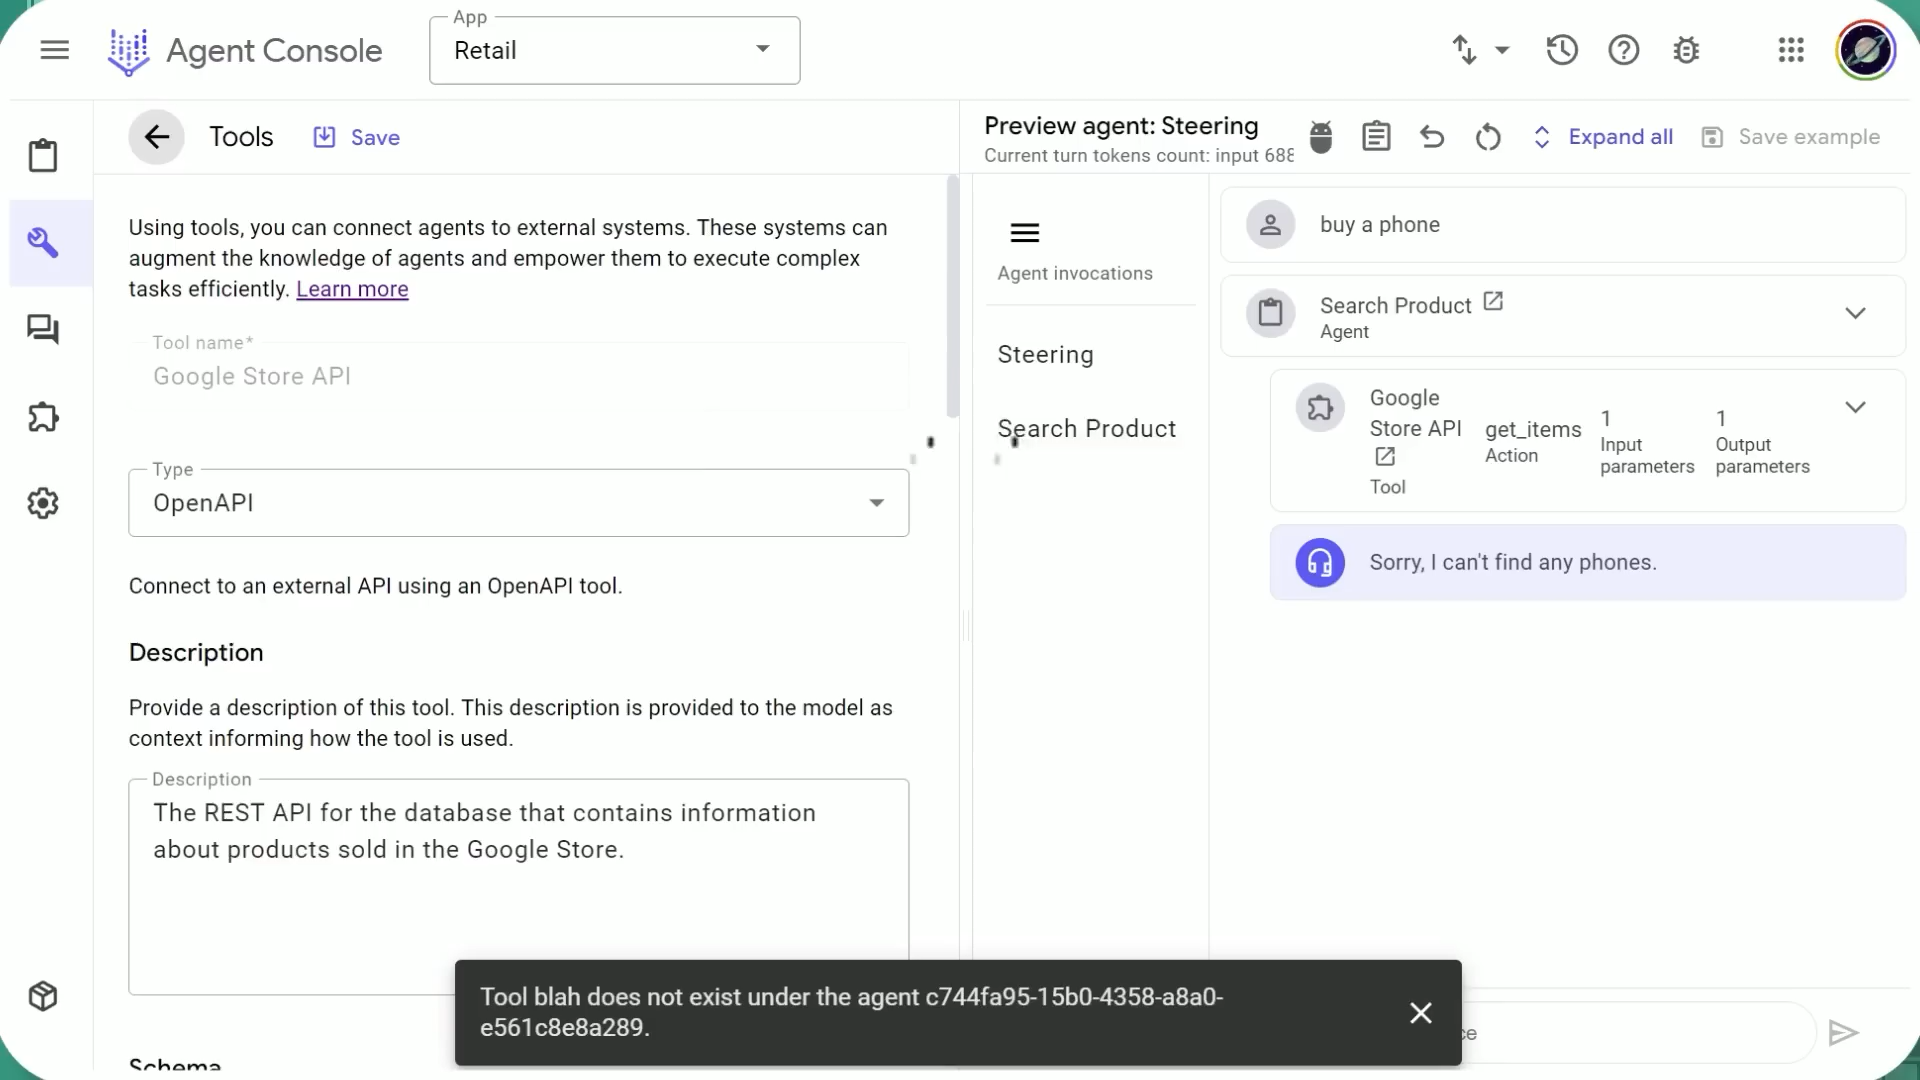 App
Agent Console
Retail
Tools
Save
Preview agent: Steering
Current turn tokens count: input 688
Expand all
Save example
Using tools, you can connect agents to external systems. These systems can
augment the knowledge of agents and empower them to execute complex
tasks efficiently. Learn more
Tool name*
Google Store API
Type
OpenAPI
Connect to an external API using an OpenAPI tool.
Description
Provide a description of this tool. This description is provided to the model as
context informing how the tool is used.
Description
The REST API for the database that contains information
about products sold in the Google Store.
Schema
Agent invocations
Steering
Search Product
buy a phone
Search Product
Agent
Google
Store API
Tool
get_items
Action
1
Input
parameters
1
Output
parameters
Sorry, I can't find any phones.
Tool blah does not exist under the agent c744fa95-15b0-4358-a8a0-
e561c8e8a289.